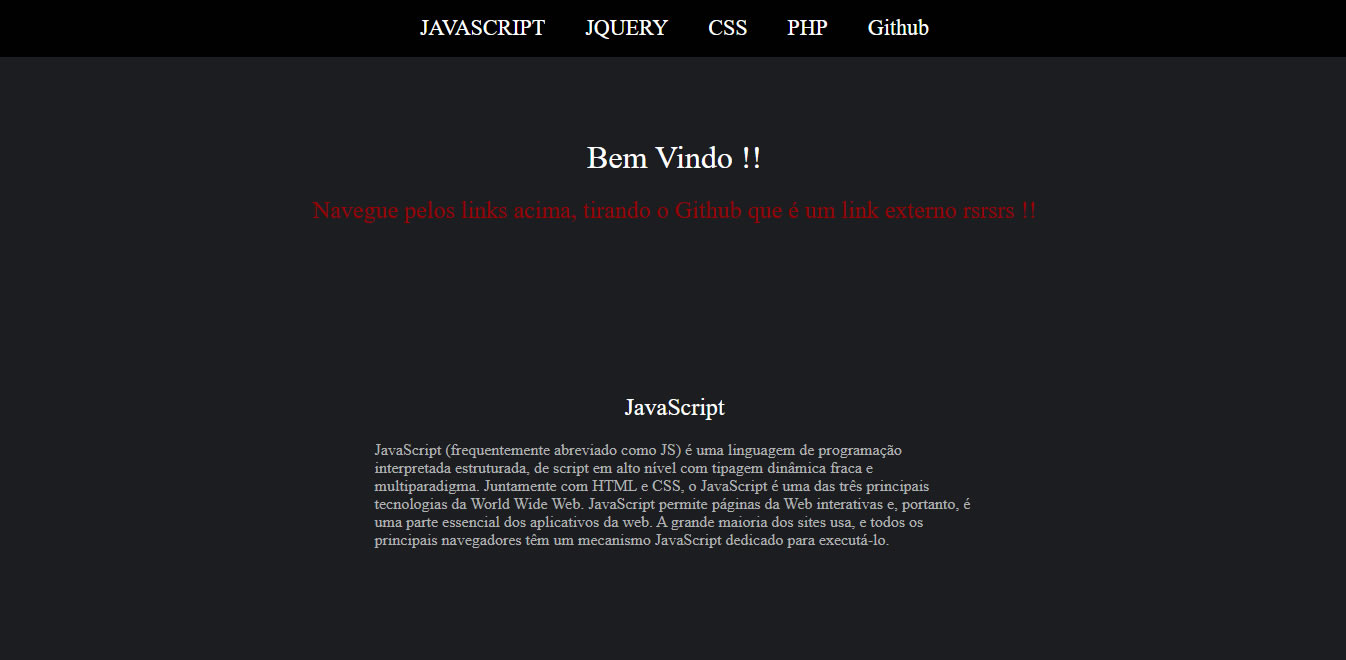 JAVASCRIPT JQUERY CSS PHP Github
Bem Vindo !!
Navegue pelos links acima, tirando o Github que é um link externo rsrsrs !!
JavaScript
JavaScript (frequentemente abreviado como JS) é uma linguagem de programação
interpretada estruturada, de script em alto nível com tipagem dinâmica fraca e
multiparadigma. Juntamente com HTML e CSS, o JavaScript é uma das três principais
tecnologias da World Wide Web. JavaScript permite páginas da Web interativas e, portanto, é
uma parte essencial dos aplicativos da web. A grande maioria dos sites usa, e todos os
principais navegadores têm um mecanismo JavaScript dedicado para executá-lo.